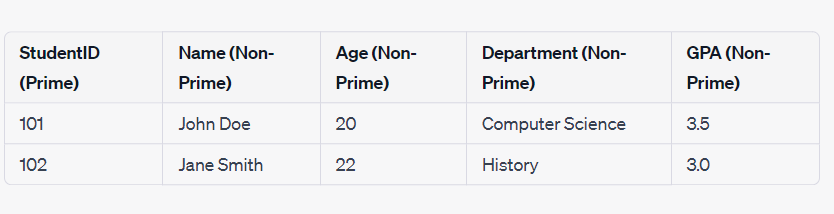 StudentID Name (Non- Age (Non- Department (Non- GPA (Non-
(Prime) Prime) Prime) Prime) Prime)
101 John Doe 20 Computer Science 3.5
102 Jane Smith 22 History 3.0